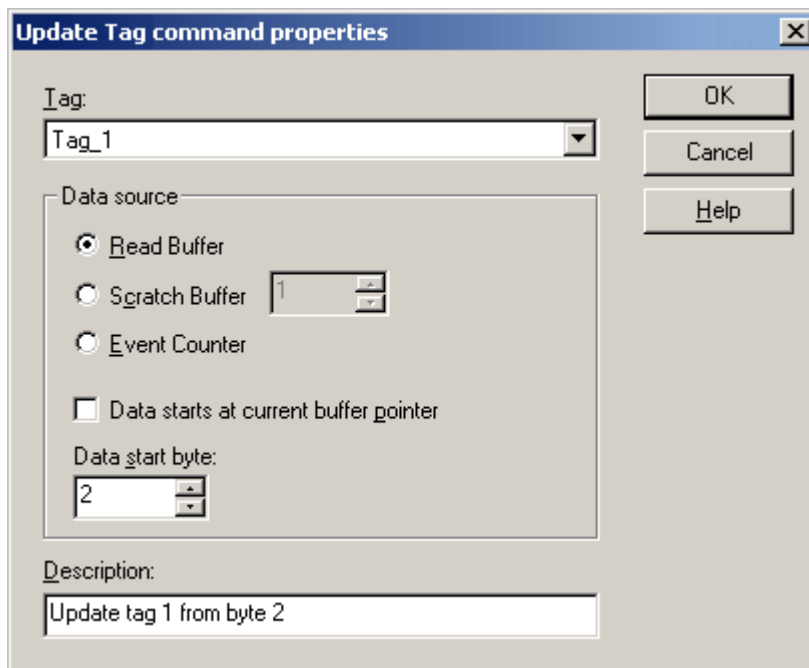 Update Tag command properties
Tag:
Tag_1
OK
Cancel
Help
Data source
Read Buffer
Scratch Buffer 1
Event Counter
Data starts at current buffer pointer
Data start byte:
2
Description:
Update tag 1 from byte 2